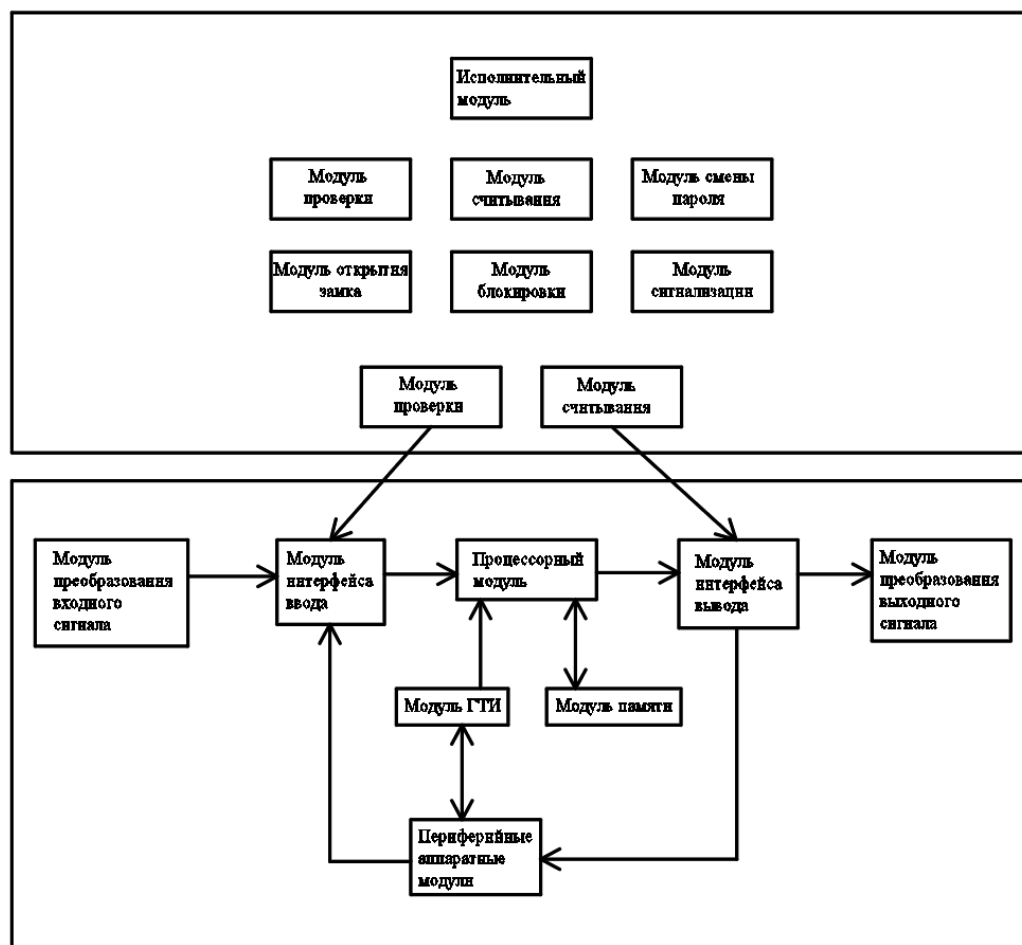 Исполнительный
модуль
Модуль
проверки
Модуль
считывания
Модуль смены
пароля
Модуль открытия
замка
Модуль
блокировки
Модуль
сигнализации
Модуль
проверки
Модуль
считывания
Модуль
преобразования
входного
сигнала
Модуль
интерфейса
ввода
Процессорный
модуль
Модуль
интерфейса
вывода
Модуль
преобразования
выходного
сигнала
Модуль ГТИ
Модуль памяти
Периферийные
аппаратные
модули